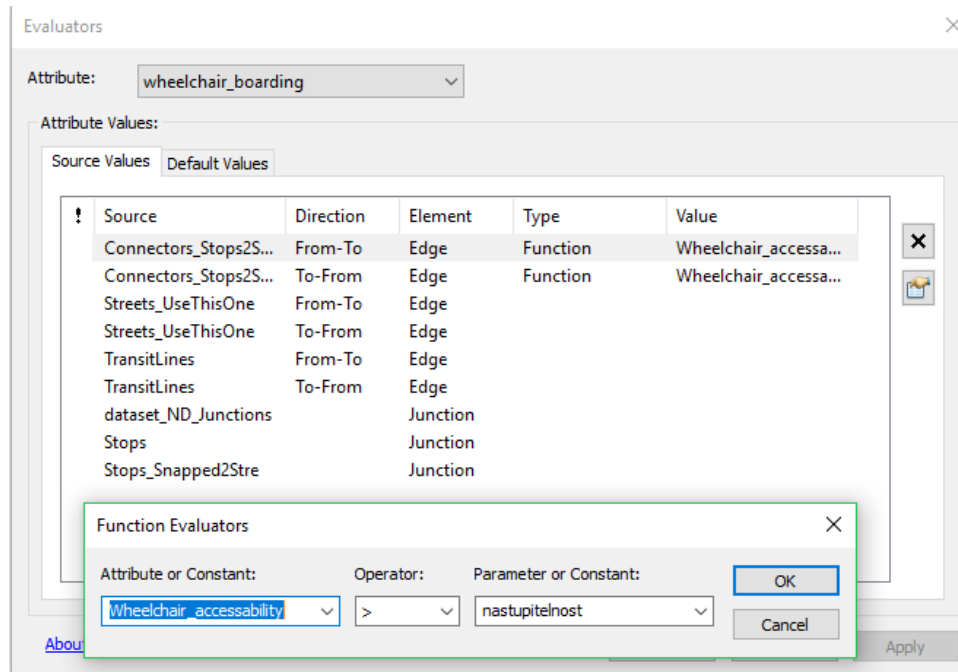 Evaluators
Attribute: wheelchair_boarding
Attribute Values:
Source Values Default Values
! Source Direction Element Type Value
Connectors_Stops2S... From-To Edge Function Wheelchair_accessa...
Connectors_Stops2S... To-From Edge Function Wheelchair_accessa...
Streets_UseThisOne From-To Edge
Streets_UseThisOne To-From Edge
TransitLines From-To Edge
TransitLines To-From Edge
dataset_ND_Junctions Junction
Stops Junction
Stops_Snapped2Stre Junction
Function Evaluators
Attribute or Constant: Operator: Parameter or Constant: OK
Wheelchair_accessability > nastupitelnost
Cancel
Abou Apply